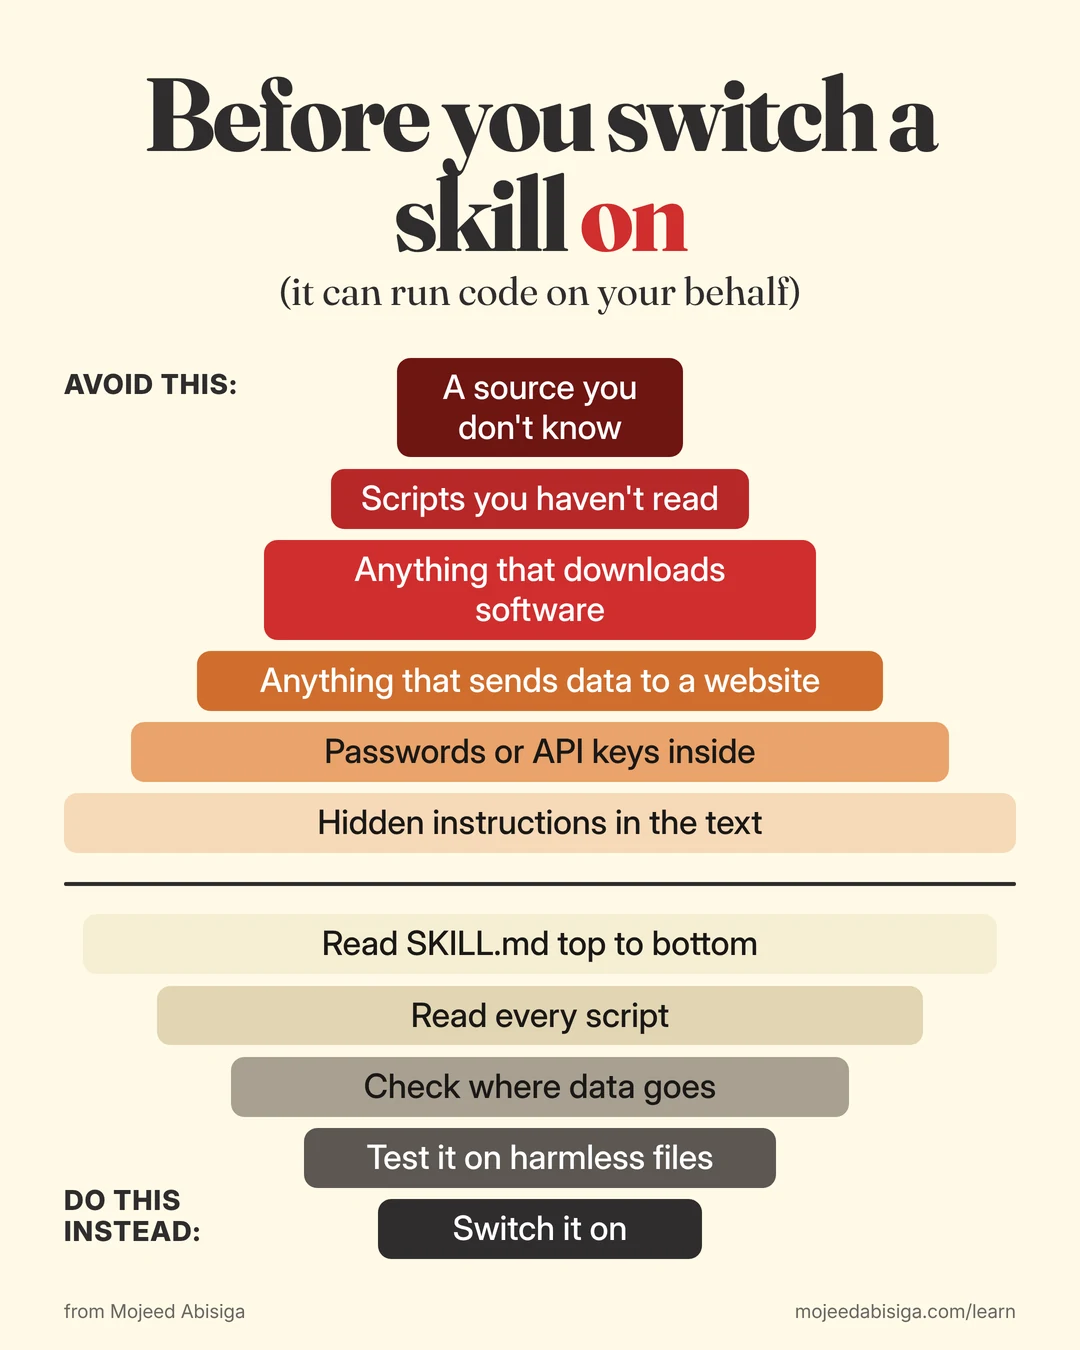 Before you switch a
skill on
(it can run code on your behalf)
AVOID THIS:
A source you
don't know
Scripts you haven't read
Anything that downloads
software
Anything that sends data to a website
Passwords or API keys inside
Hidden instructions in the text
Read SKILL.md top to bottom
Read every script
Check where data goes
Test it on harmless files
DO THIS
INSTEAD:
Switch it on
from Mojeed Abisiga
mojeedabisiga.com/learn